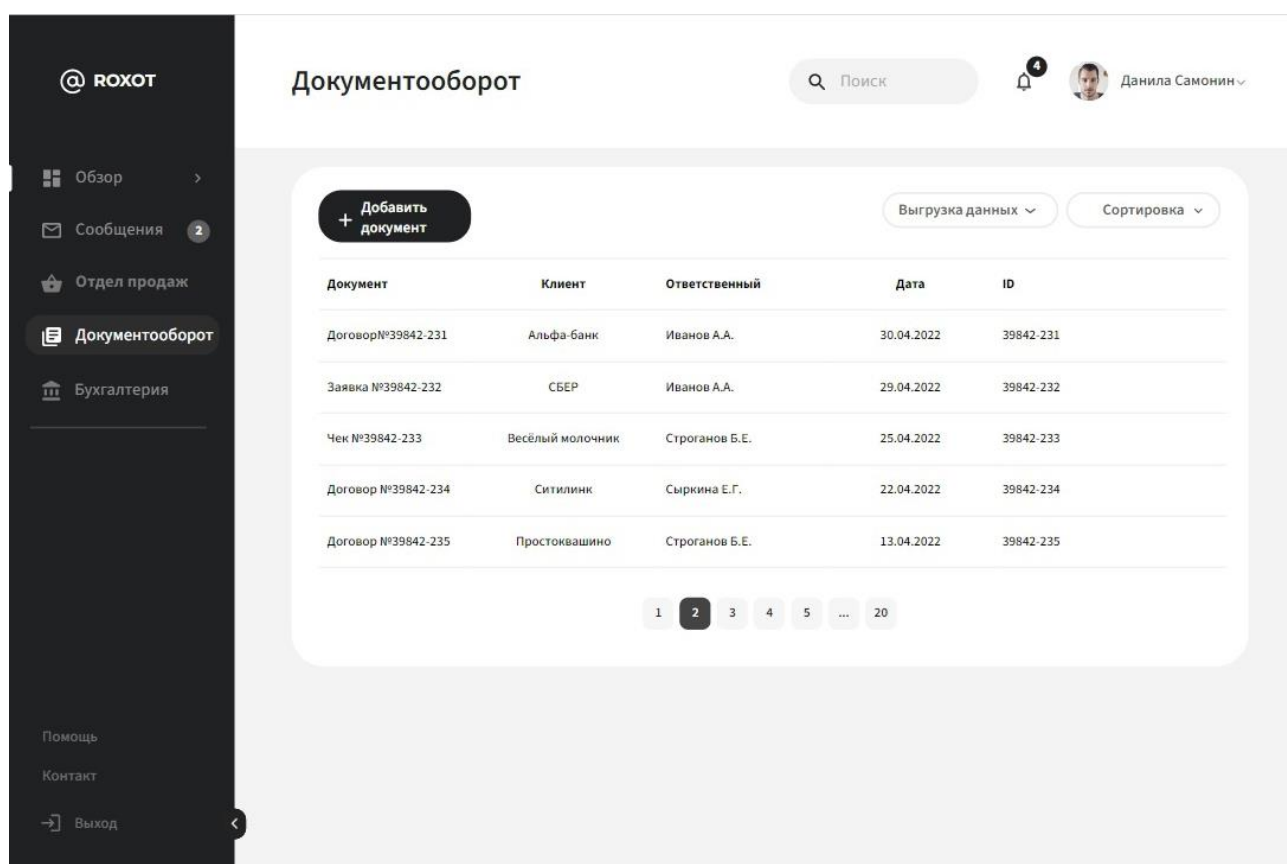 @ ROXOT
Документооборот
Поиск
4
Данила Самонин
Обзор
Сообщения 2
Отдел продаж
Документооборот
Бухгалтерия
Помощь
Контакт
Выход
+ Добавить
документ
Выгрузка данных
Сортировка
Документ Клиент Ответственный Дата ID
Договор№39842-231 Альфа-банк Иванов А.А. 30.04.2022 39842-231
Заявка №39842-232 СБЕР Иванов А.А. 29.04.2022 39842-232
Чек №39842-233 Весёлый молочник Строганов Б.Е. 25.04.2022 39842-233
Договор №39842-234 Ситилинк Сыркина Е.Г. 22.04.2022 39842-234
Договор №39842-235 Простоквашино Строганов Б.Е. 13.04.2022 39842-235
1 2 3 4 5 ... 20